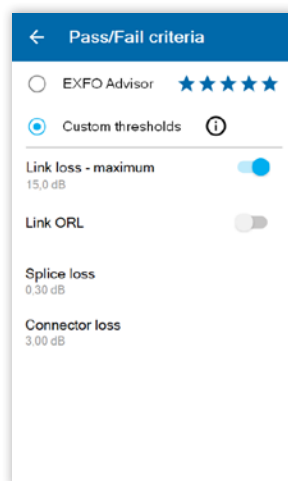 Pass/Fail criteria
EXFO Advisor
Custom thresholds
Link loss - maximum
15,0 dB
Link ORL
Splice loss
0,30 dB
Connector loss
3.00 dB